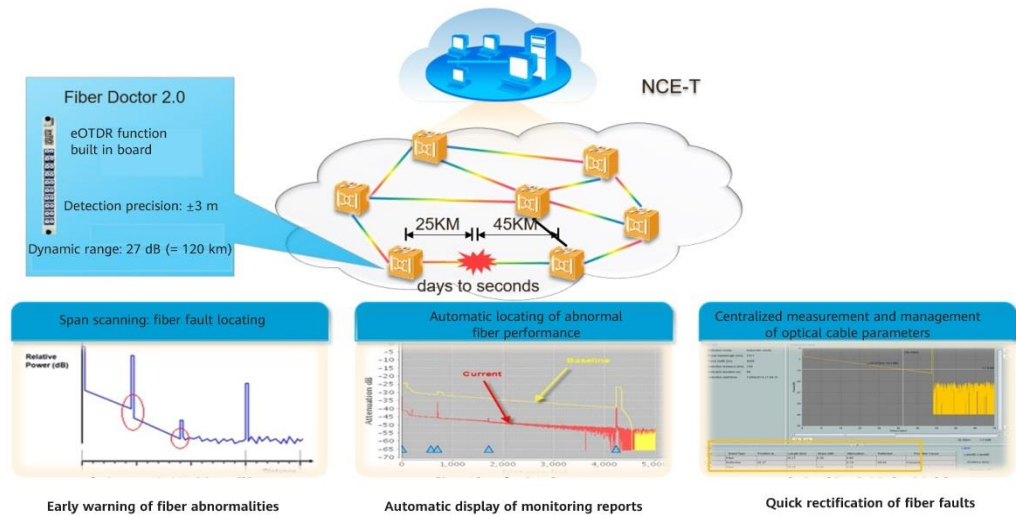 NCE-T
Fiber Doctor 2.0
eOTDR function
built in board
Detection precision: ±3 m
Dynamic range: 27 dB (= 120 km)
25KM
45KM
days to seconds
Span scanning: fiber fault locating
Relative
Power (dB)
Early warning of fiber abnormalities
Automatic locating of abnormal
fiber performance
Attenuation dB
-5
-10
-15
-20
-25
-30
-35
-40
-45
-50
-55
-60
-65
Baseline
Current
0
2,000
3,000
4,000
5,000
Automatic display of monitoring reports
Centralized measurement and management
of optical cable parameters
Quick rectification of fiber faults